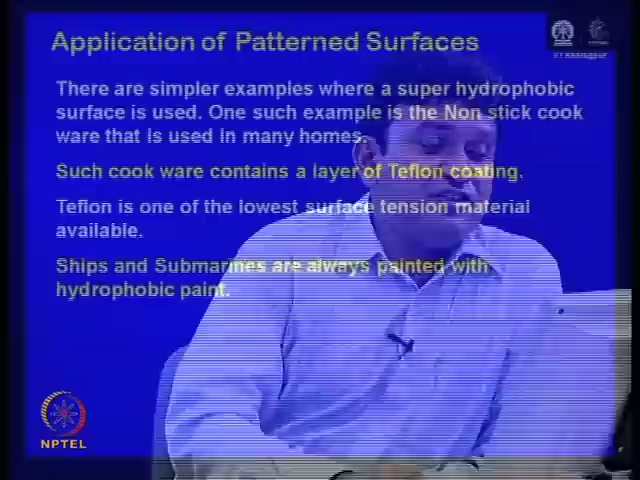 Application of Patterned Surfaces
There are simpler examples where a super hydrophobic
surface is used. One such example is the Non stick cook
ware that is used in many homes.
Such cook ware contains a layer of Teflon coating.
Teflon is one of the lowest surface tension material
available.
Ships and Submarines are always painted with
hydrophobic paint.
NPTEL